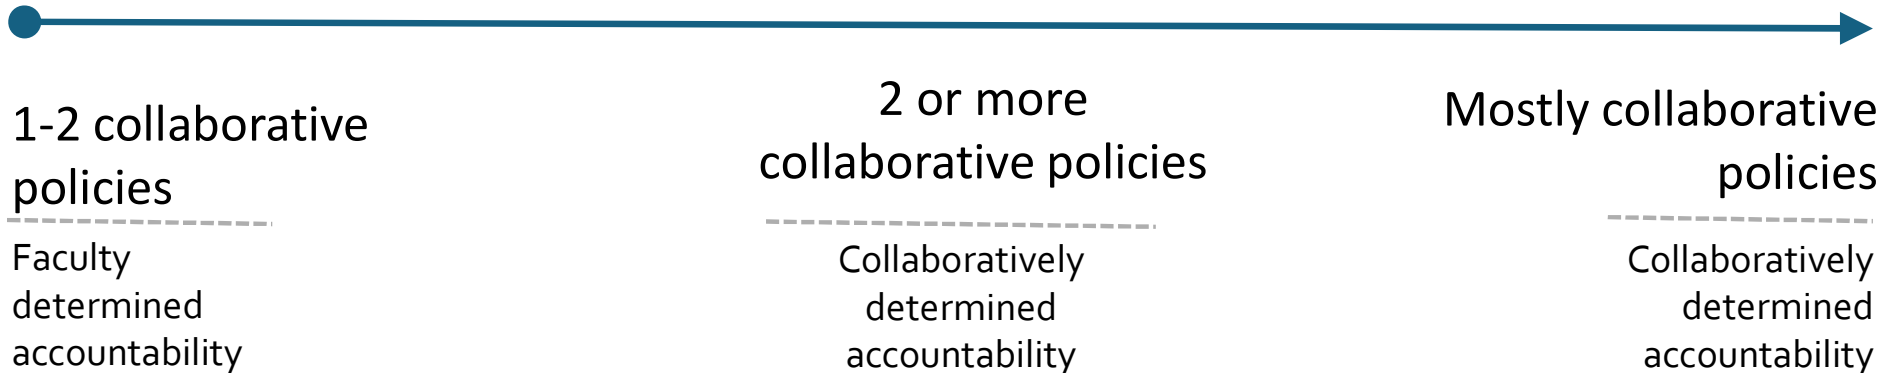 1-2 collaborative
policies
Faculty
determined
accountability
2 or more
collaborative policies
Collaboratively
determined
accountability
Mostly collaborative
policies
Collaboratively
determined
accountability